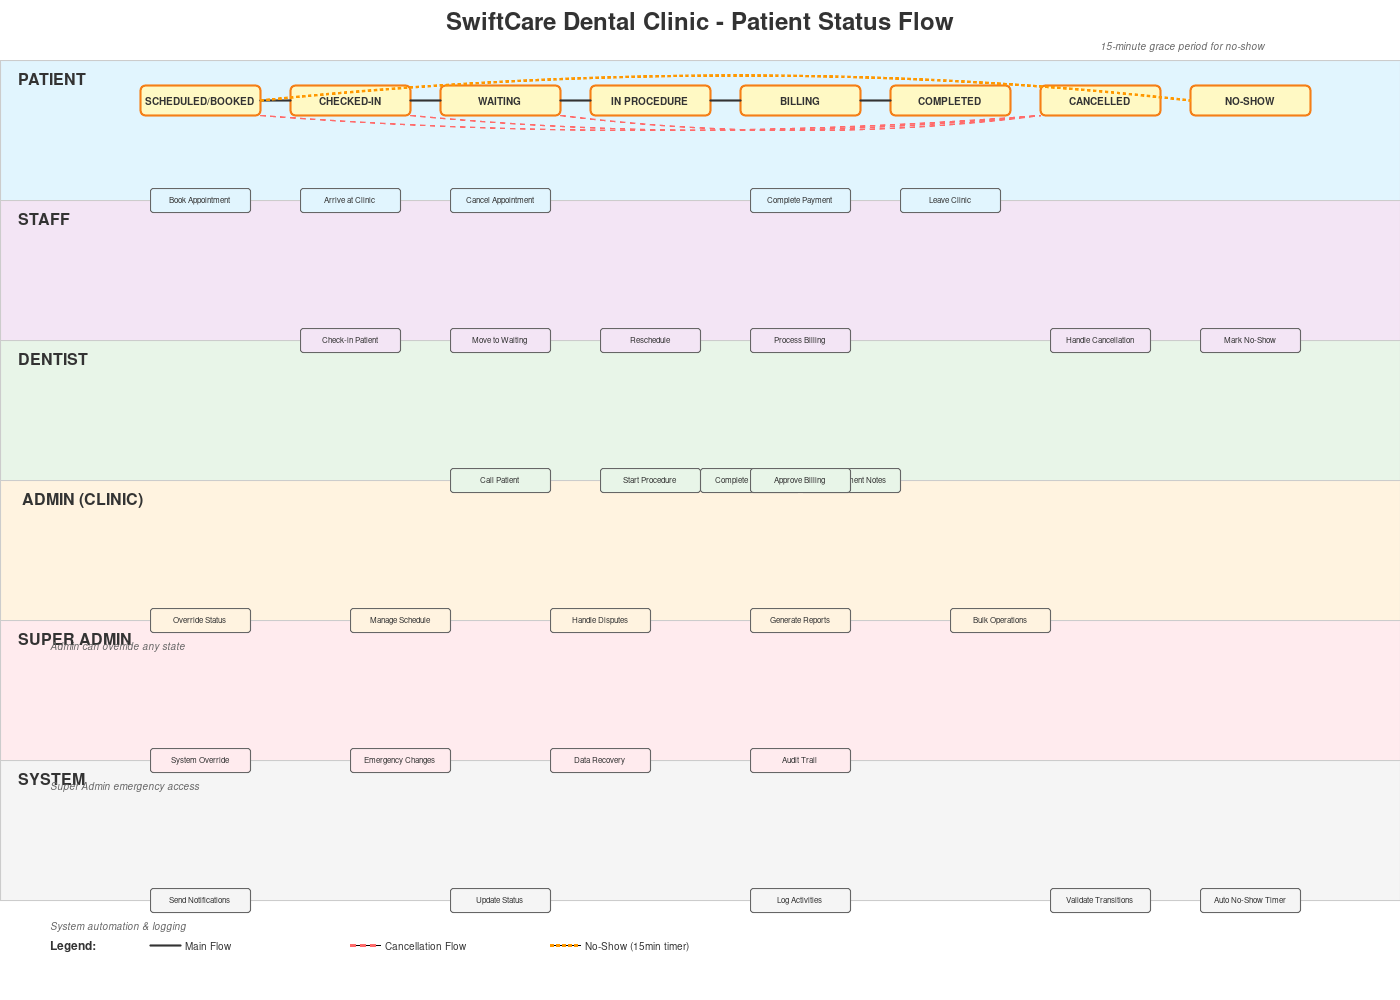 SwiftCare Dental Clinic - Patient Status Flow
15-minute grace period for no-show
PATIENT
SCHEDULED/BOOKED
CHECKED-IN
WAITING
IN PROCEDURE
BILLING
COMPLETED
CANCELLED
NO-SHOW
Book Appointment
Arrive at Clinic
Cancel Appointment
Complete Payment
Leave Clinic
STAFF
Check-in Patient
Move to Waiting
Reschedule
Process Billing
Handle Cancellation
Mark No-Show
DENTIST
Call Patient
Start Procedure
Complete
Approve Billing
Notes
ADMIN (CLINIC)
Override Status
Manage Schedule
Handle Disputes
Generate Reports
Bulk Operations
SUPER ADMIN
Admin can override any state
System Override
Emergency Changes
Data Recovery
Audit Trail
SYSTEM
Super Admin emergency access
Send Notifications
Update Status
Log Activities
Validate Transitions
Auto No-Show Timer
System automation & logging
Legend:
Main Flow
Cancellation Flow
No-Show (15min timer)